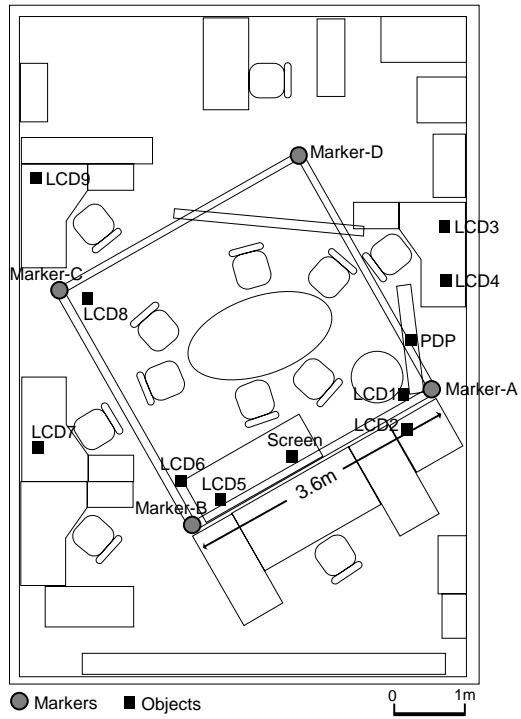 Marker-D
LCD9
LCD3
Marker-C
LCD4
LCD8
PDP
LCD1
Marker-A
LCD2
LCD7
Screen
LCD6
3.6m
LCD5
Marker-B
0 1m
Markers Objects